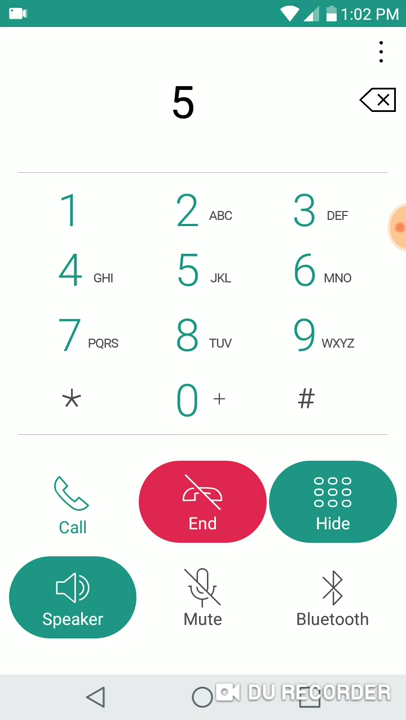 1:02 PM
5
1 2 ABC 3 DEF
4 GHI 5 JKL 6 MNO
7 PQRS 8 TUV 9 WXYZ
* 0 + #
Call End Hide
Speaker Mute Bluetooth
DU RECORDER